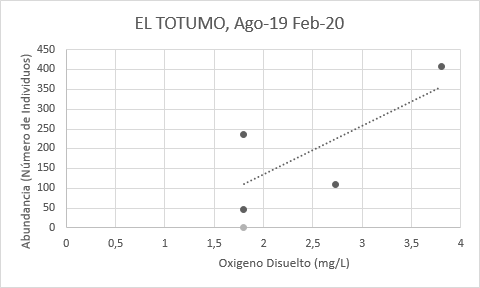 EL TOTUMO, Ago-19 Feb-20
Abundancia (Número de Individuos)
450
400
350
300
250
200
150
100
50
0
0 0,5 1 1,5 2 2,5 3 3,5 4
Oxigeno Disuelto (mg/L)